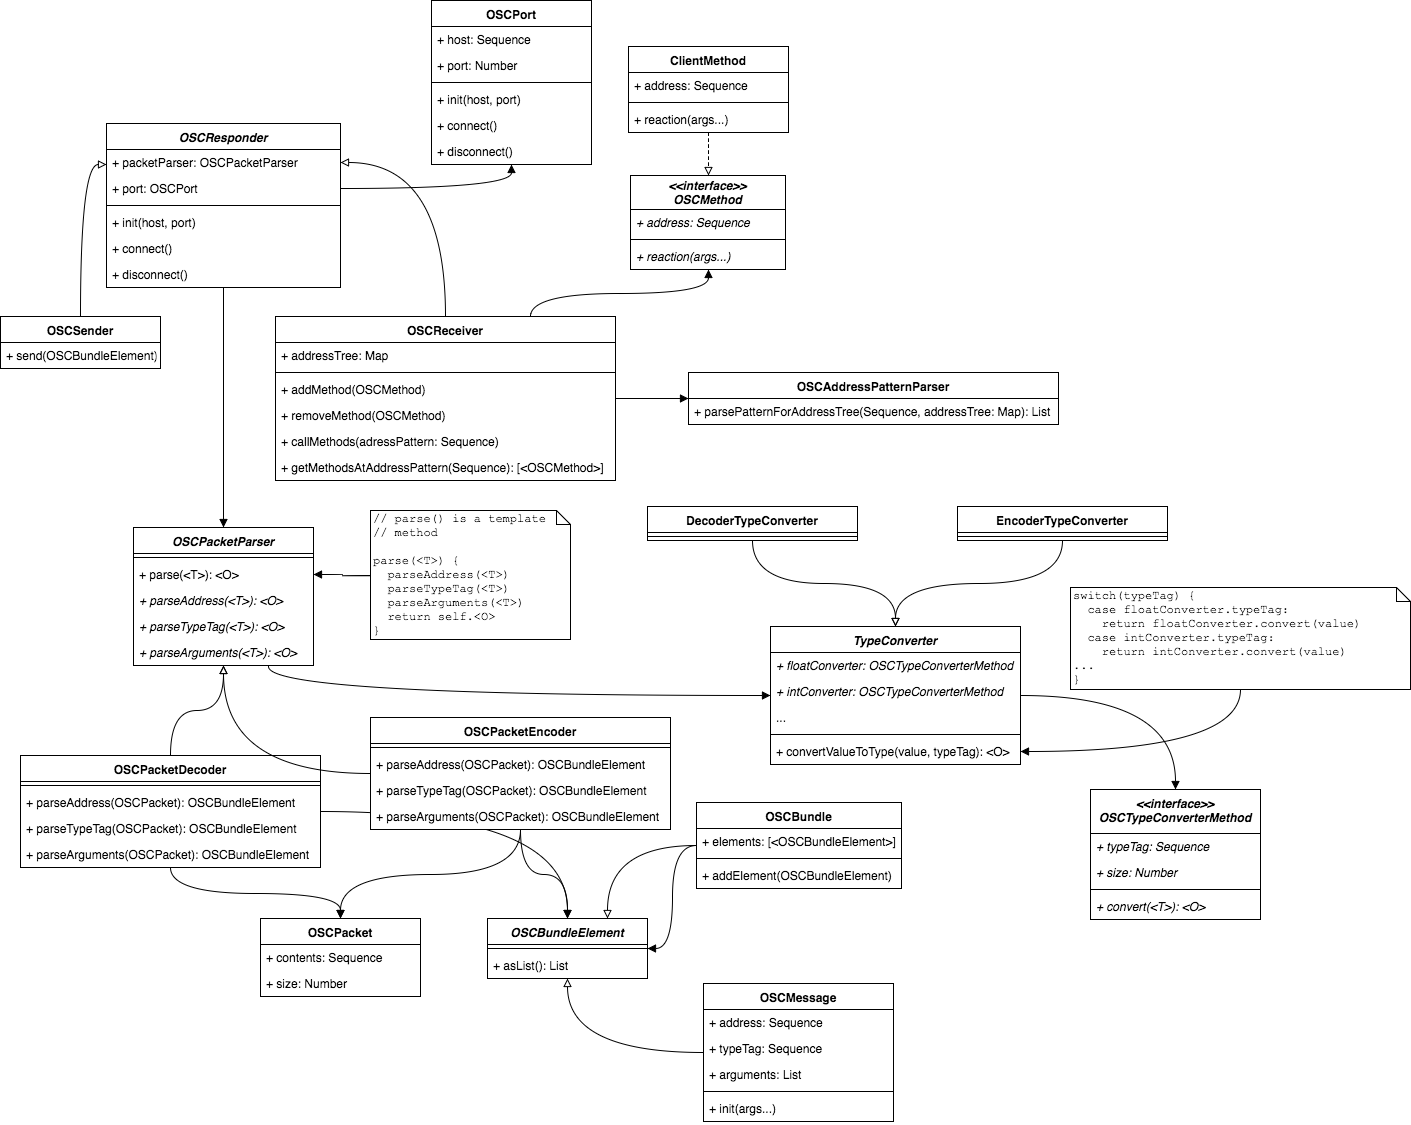 OSCPort
+ host: Sequence
+ port: Number
+ init(host, port)
+ connect()
+ disconnect()
ClientMethod
+ address: Sequence
+ reaction(args...)
OSCResponder
+ packetParser: OSCPacketParser
+ port: OSCPort
+ init(host, port)
+ connect()
+ disconnect()
<<interface>>
OSCMethod
+ address: Sequence
+ reaction(args...)
OSCSender
+ send(OSCBundleElement)
OSCReceiver
+ addressTree: Map
+ addMethod(OSCMethod)
+ removeMethod(OSCMethod)
+ callMethods(adressPattern: Sequence)
+ getMethodsAtAddressPattern(Sequence): [<OSCMethod>]
OSCAddressPatternParser
+ parsePatternForAddressTree(Sequence, addressTree: Map): List
OSCPacketParser
+ parse(<T>): <O>
+ parseAddress(<T>): <O>
+ parseTypeTag(<T>): <O>
+ parseArguments(<T>): <O>
// parse() is a template
// method
parse(<T>) {
parseAddress(<T>)
parseTypeTag(<T>)
parseArguments(<T>)
return self.<O>
}
DecoderTypeConverter
EncoderTypeConverter
TypeConverter
+ floatConverter: OSCTypeConverterMethod
+ intConverter: OSCTypeConverterMethod
...
+ convertValueToType(value, typeTag): <O>
switch(typeTag) {
case floatConverter.typeTag:
return floatConverter.convert(value)
case intConverter.typeTag:
return intConverter.convert(value)
...
}
OSCPacketDecoder
+ parseAddress(OSCPacket): OSCBundleElement
+ parseTypeTag(OSCPacket): OSCBundleElement
+ parseArguments(OSCPacket): OSCBundleElement
OSCPacketEncoder
+ parseAddress(OSCPacket): OSCBundleElement
+ parseTypeTag(OSCPacket): OSCBundleElement
+ parseArguments(OSCPacket): OSCBundleElement
OSCBundle
+ elements: [<OSCBundleElement>]
+ addElement(OSCBundleElement)
<<interface>>
OSCTypeConverterMethod
+ typeTag: Sequence
+ size: Number
+ convert(<T>): <O>
OSCPacket
+ contents: Sequence
+ size: Number
OSCBundleElement
+ asList(): List
OSCMessage
+ address: Sequence
+ typeTag: Sequence
+ arguments: List
+ init(args...)